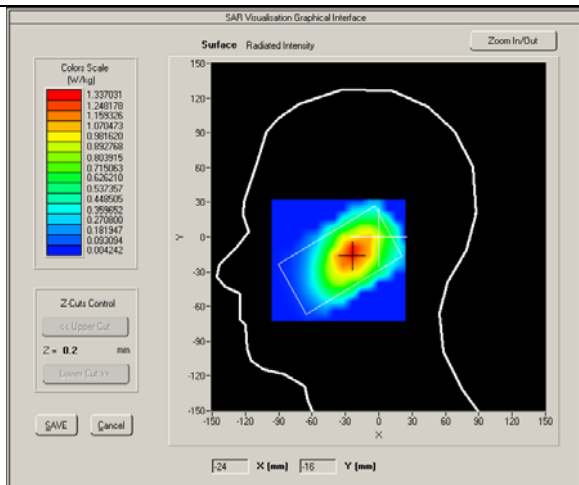 SAR Visualisation Graphical Interface
Surface Radiated Intensity
Zoom In/Out
Colors Scale
(W/kg)
1.337031
1.248178
1.159326
1.070473
0.981620
0.892768
0.803915
0.715063
0.626210
0.537357
0.448505
0.359652
0.270800
0.181947
0.093094
0.004242
Z-Cuts Control
<< Upper Cut
Z = 0.2 mm
Lower Cut >>
SAVE Cancel
150
120
90
60
30
0
-30
-60
-90
-120
-150
Y
-150 -120 -90 -60 -30 0 30 60 90 120 150
X
-24 X (mm) -16 Y (mm)